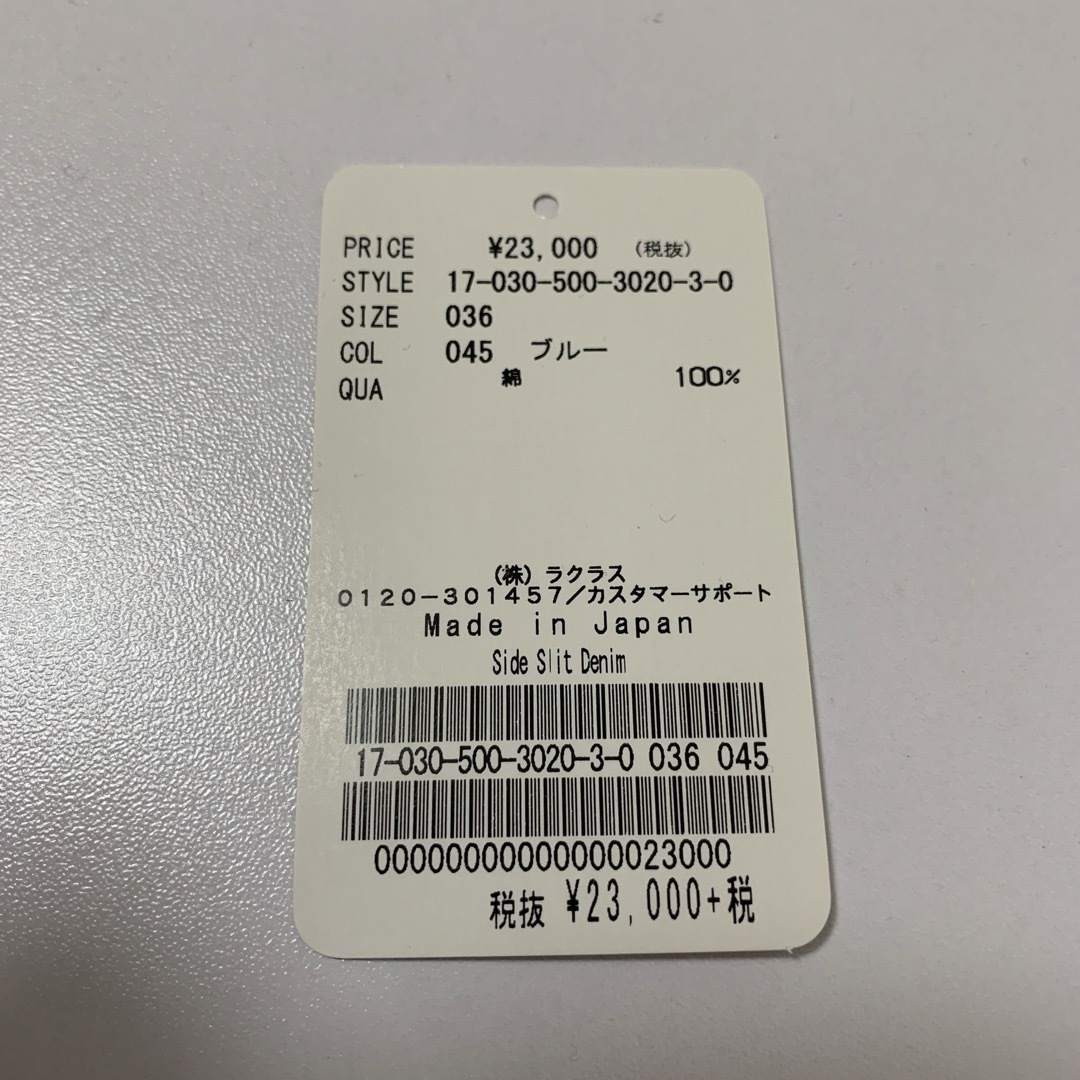 PRICE ¥23,000 (税抜)
STYLE 17-030-500-3020-3-0
SIZE 036
COL 045 ブルー
QUA 綿 100%
(株)ラクラス
0120-301457/カスタマーサポート
Made in Japan
Side Slit Denim
17-030-500-3020-3-0 036 045
00000000000000023000
税抜 ¥23,000+税